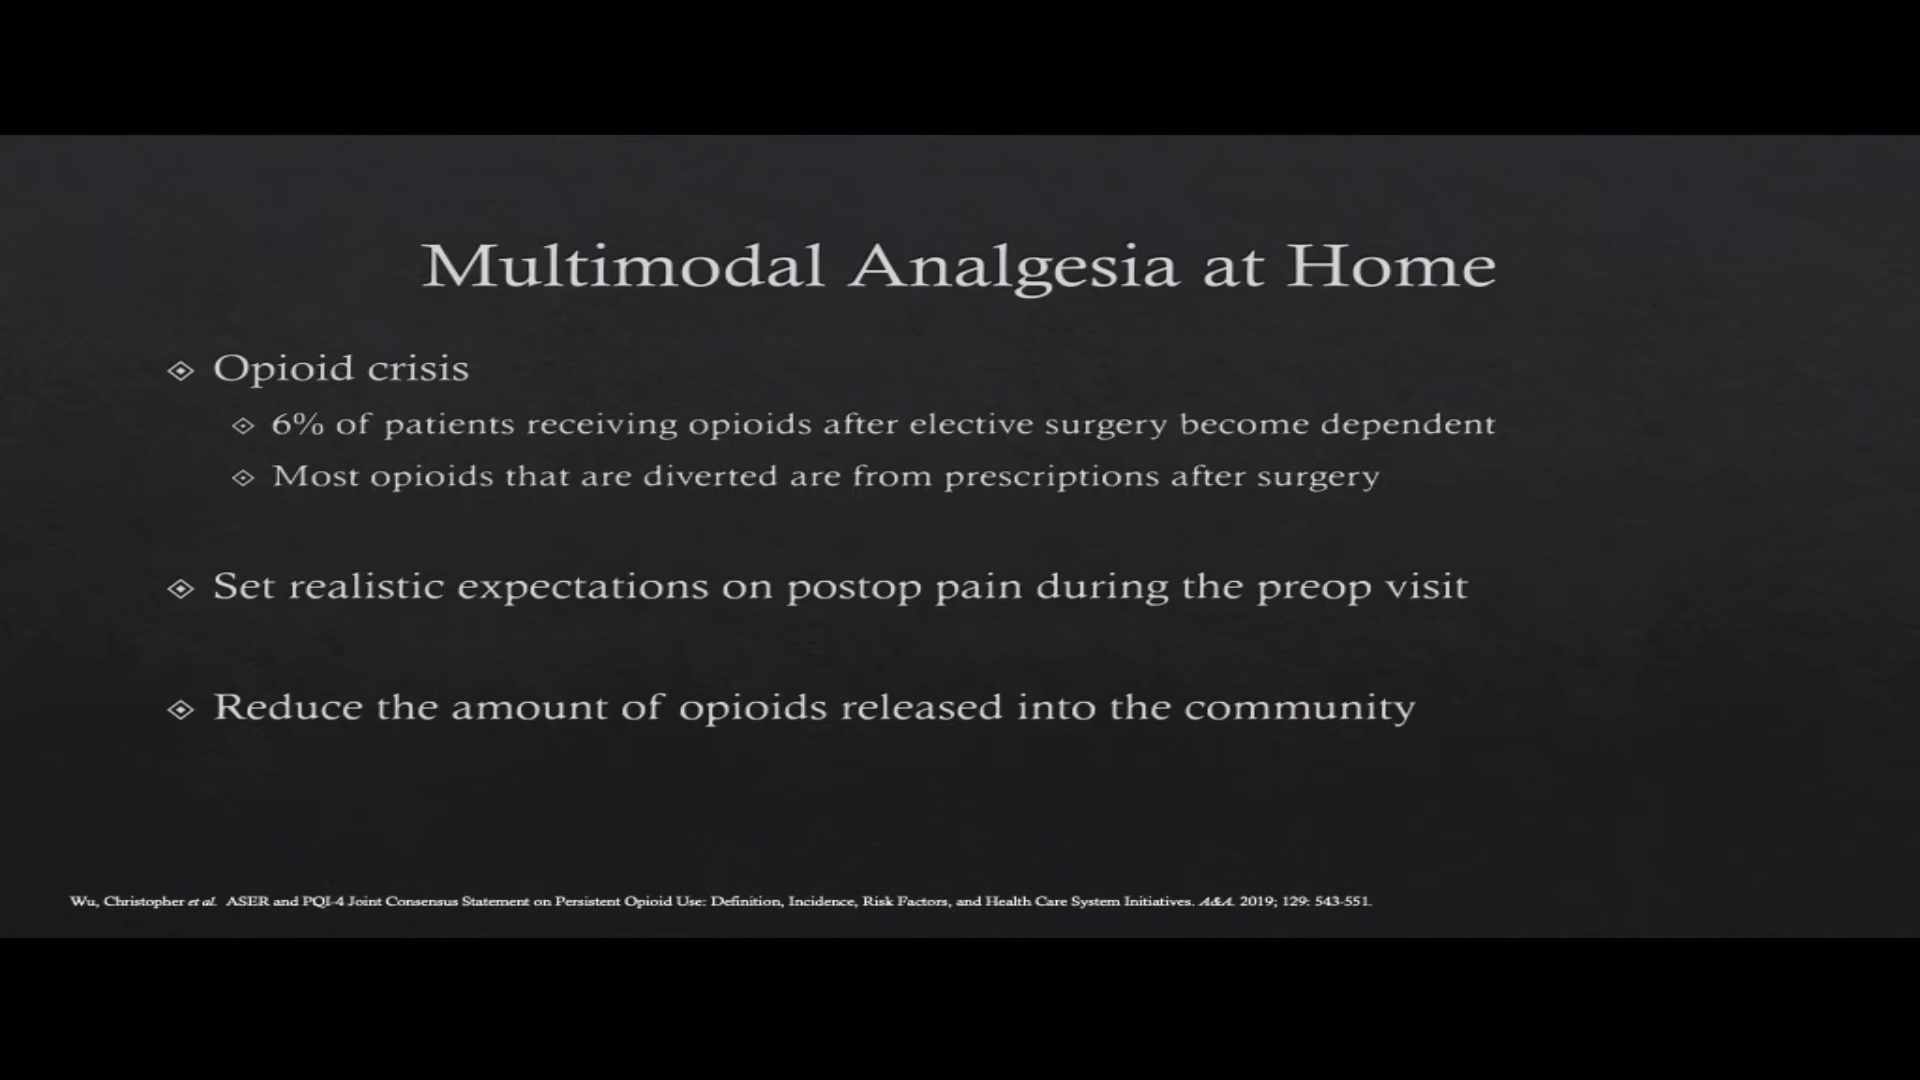 Multimodal Analgesia at Home
Opioid crisis
6% of patients receiving opioids after elective surgery become dependent
Most opioids that are diverted are from prescriptions after surgery
Set realistic expectations on postop pain during the preop visit
Reduce the amount of opioids released into the community
Wu, Christopher et al. ASER and PQI-4 Joint Consensus Statement on Persistent Opioid Use: Definition, Incidence, Risk Factors, and Health Care System Initiatives. A&A. 2019; 129: 543-551.